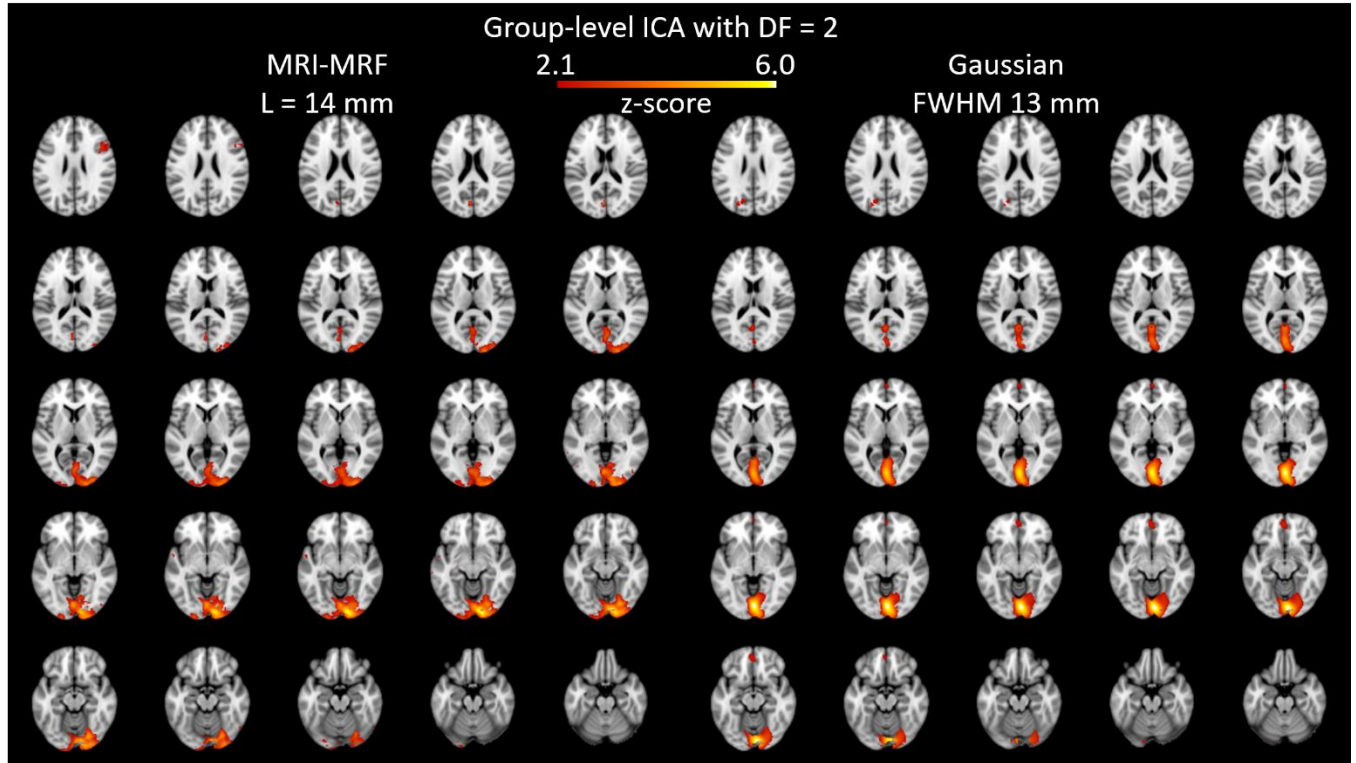 Group-level ICA with DF = 2
MRI-MRF 2.1 6.0 Gaussian
L = 14 mm z-score FWHM 13 mm